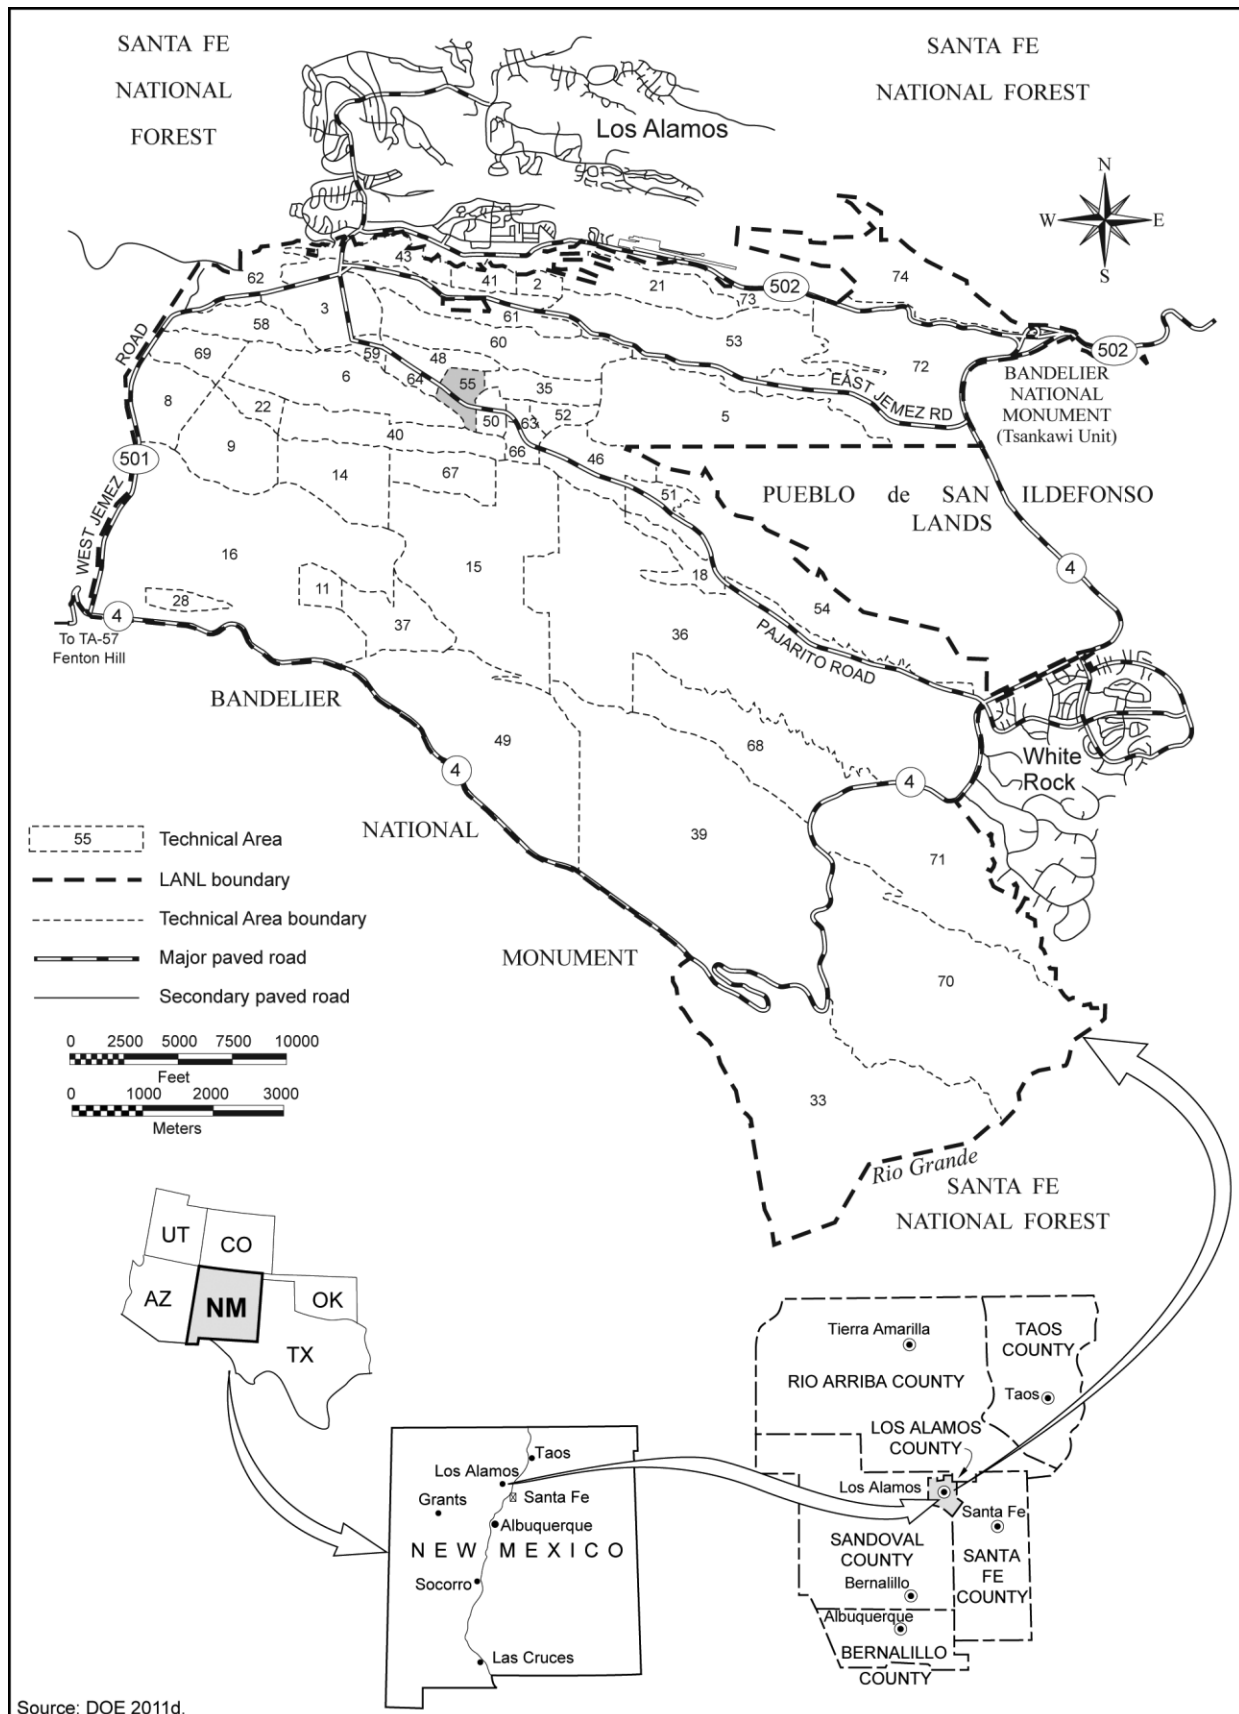 SANTA FE
NATIONAL
FOREST
SANTA FE
NATIONAL FOREST
Los Alamos
N
W
E
S
74
43
62
41
2
21
73
502
502
3
61
58
60
53
59
48
69
6
64
55
35
72
BANDELIER
NATIONAL
MONUMENT
(Tsankawi Unit)
ROAD
EAST JEMEZ RD
8
22
50
63
52
5
40
9
66
46
501
14
67
51
PUEBLO de SAN ILDEFONSO
LANDS
WEST JEMEZ
16
15
18
4
11
28
54
4
37
36
PAJARITO ROAD
To TA-57
Fenton Hill
BANDELIER
49
68
White
Rock
4
4
NATIONAL
39
71
55 Technical Area
LANL boundary
Technical Area boundary
Major paved road
Secondary paved road
MONUMENT
70
0 2500 5000 7500 10000
Feet
0 1000 2000 3000
Meters
33
Rio Grande
SANTA FE
NATIONAL FOREST
UT
CO
AZ
NM
OK
TX
Tierra Amarilla
TAOS
COUNTY
RIO ARRIBA COUNTY
Taos
LOS ALAMOS
COUNTY
Los Alamos
Santa Fe
SANDOVAL
COUNTY
SANTA
FE
COUNTY
Bernalillo
Albuquerque
BERNALILLO
COUNTY
Taos
Los Alamos
Santa Fe
Grants
Albuquerque
NEW MEXICO
Socorro
Las Cruces
Source: DOE 2011d.